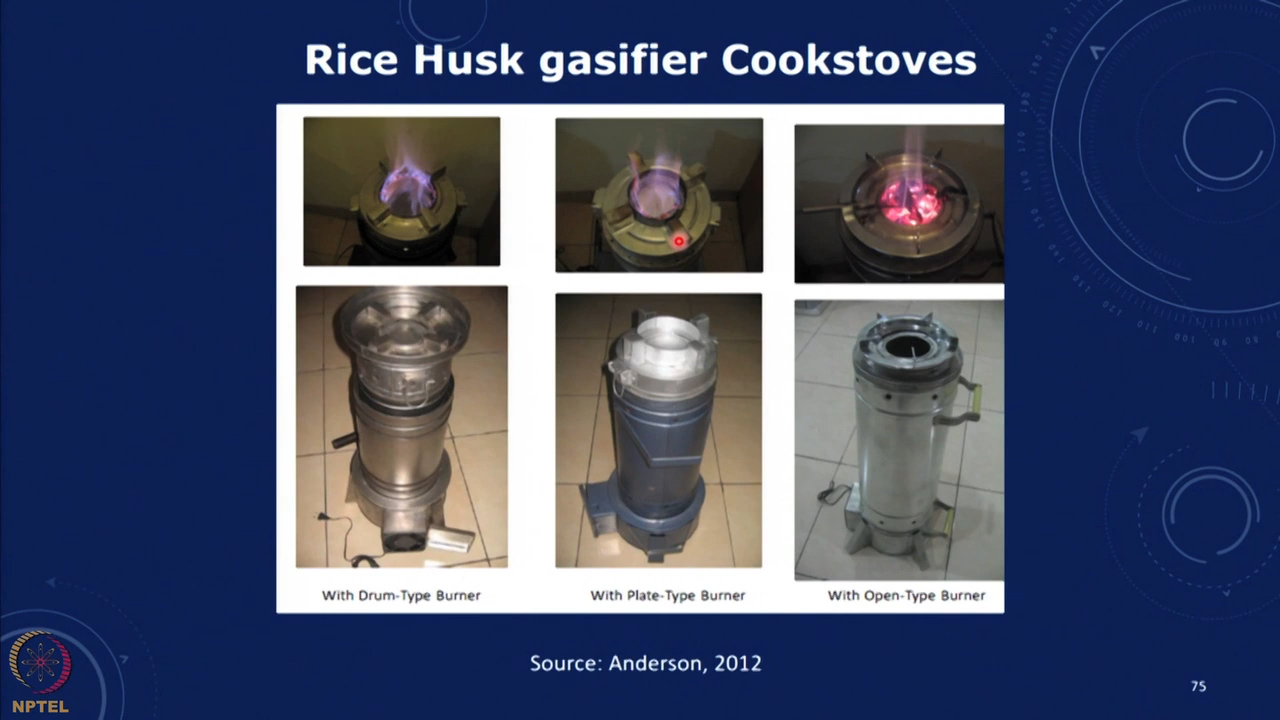 Rice Husk gasifier Cookstoves
With Drum-Type Burner
With Plate-Type Burner
With Open-Type Burner
Source: Anderson, 2012
75
NPTEL